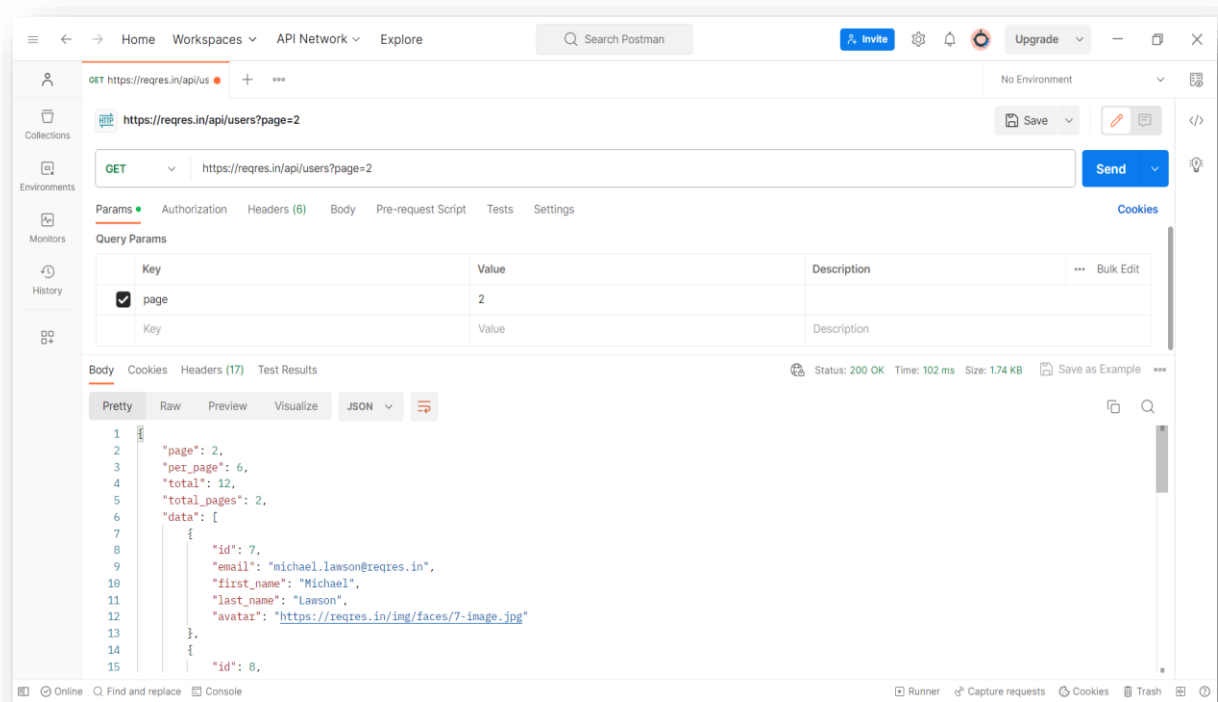 Home Workspaces API Network Explore Search Postman Invite Upgrade
GET https://reqres.in/api/us No Environment
HTTP https://reqres.in/api/users?page=2 Save
Collections
GET https://reqres.in/api/users?page=2 Send
Environments
Params Authorization Headers (6) Body Pre-request Script Tests Settings Cookies
Monitors
Query Params
Key Value Description Bulk Edit
History
page 2
Key Value Description
Body Cookies Headers (17) Test Results Status: 200 OK Time: 102 ms Size: 1.74 KB Save as Example
Pretty Raw Preview Visualize JSON
1 {
2 "page": 2,
3 "per_page": 6,
4 "total": 12,
5 "total_pages": 2,
6 "data": [
7 {
8 "id": 7,
9 "email": "michael.lawson@reqres.in",
10 "first_name": "Michael",
11 "last_name": "Lawson",
12 "avatar": "https://reqres.in/img/faces/7-image.jpg"
13 },
14 {
15 "id": 8,
Online Find and replace Console Runner Capture requests Cookies Trash